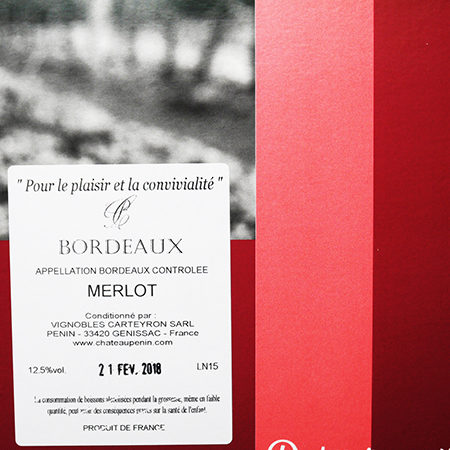 " Pour le plaisir et la convivialité "
BORDEAUX
APPELLATION BORDEAUX CONTROLEE
MERLOT
Conditionné par :
VIGNOBLES CARTEYRON SARL
PENIN - 33420 GENISSAC - France
www.chateaupenin.com
12.5%vol. 21 FEV. 2018 LN15
La consommation de boissons alcoolisées pendant la grossesse, même en faible
quantité, peut avoir des conséquences graves sur la santé de l'enfant.
PRODUIT DE FRANCE